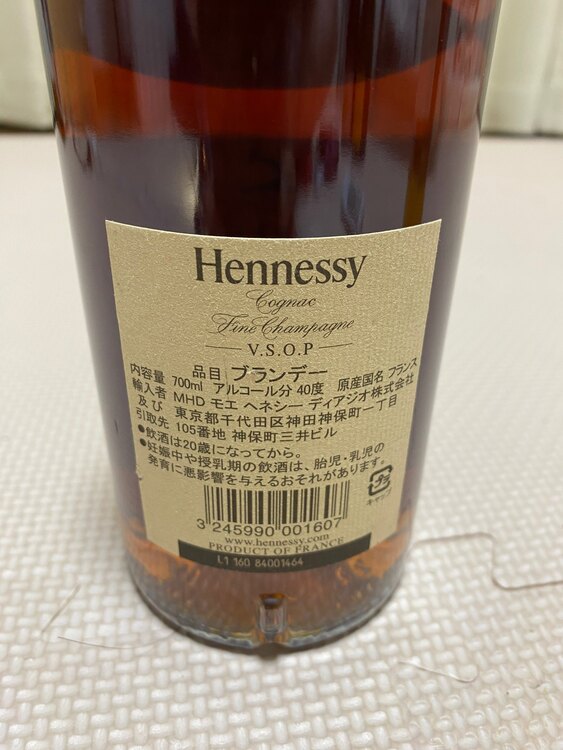 Hennessy
Cognac
Fine Champagne
V.S.O.P
品目 ブランデー
内容量 700ml アルコール分 40度 原産国名 フランス
輸入者 MHD モエ ヘネシー ディアジオ株式会社
及び 東京都千代田区神田神保町一丁目
引取先 105番地 神保町三井ビル
●飲酒は20歳になってから。
●妊娠中や授乳期の飲酒は、胎児・乳児の
発育に悪影響を与えるおそれがあります。
キャップ
3 245990 001607
www.hennessy.com
PRODUCT OF FRANCE
L1 160 84001464